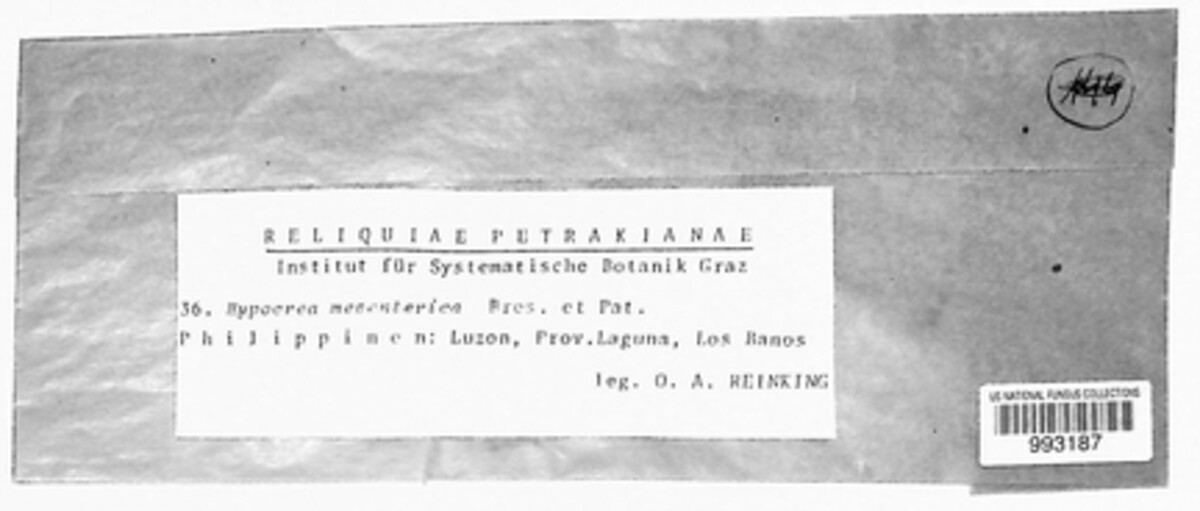 RELIQUIAE PETRAKIANAE
Institut für Systematische Botanik Graz
36. Hypocrea mesenterica Bres. et Pat.
Philippinen: Luzon, Prov.Laguna, Los Banos
leg. O. A. REINKING
US NATIONAL FUNGUS COLLECTIONS
993187